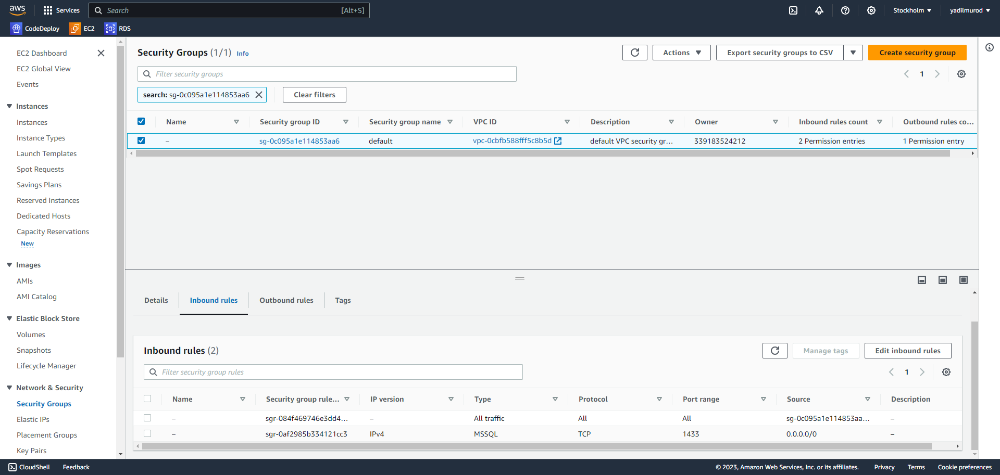 aws Services Search [Alt+S] Stockholm yadilmurod
CodeDeploy EC2 RDS
EC2 Dashboard
EC2 Global View
Events
Instances
Instances
Instance Types
Launch Templates
Spot Requests
Savings Plans
Reserved Instances
Dedicated Hosts
Capacity Reservations
New
Images
AMIs
AMI Catalog
Elastic Block Store
Volumes
Snapshots
Lifecycle Manager
Network & Security
Security Groups
Elastic IPs
Placement Groups
Key Pairs
Security Groups (1/1) Info Actions Export security groups to CSV Create security group
Filter security groups 1
search: sg-0c095a1e114853aa6 Clear filters
Name Security group ID Security group name VPC ID Description Owner Inbound rules count Outbound rules co...
– sg-0c095a1e114853aa6 default vpc-0cbfb588fff5c8b5d default VPC security gr... 339183524212 2 Permission entries 1 Permission entry
Details Inbound rules Outbound rules Tags
Inbound rules (2) Manage tags Edit inbound rules
Filter security group rules 1
Name Security group rule... IP version Type Protocol Port range Source Description
– sgr-084f469746e3dd4... – All traffic All All sg-0c095a1e114853aa... –
– sgr-0af2985b334121cc3 IPv4 MSSQL TCP 1433 0.0.0.0/0 –
CloudShell Feedback © 2023, Amazon Web Services, Inc. or its affiliates. Privacy Terms Cookie preferences